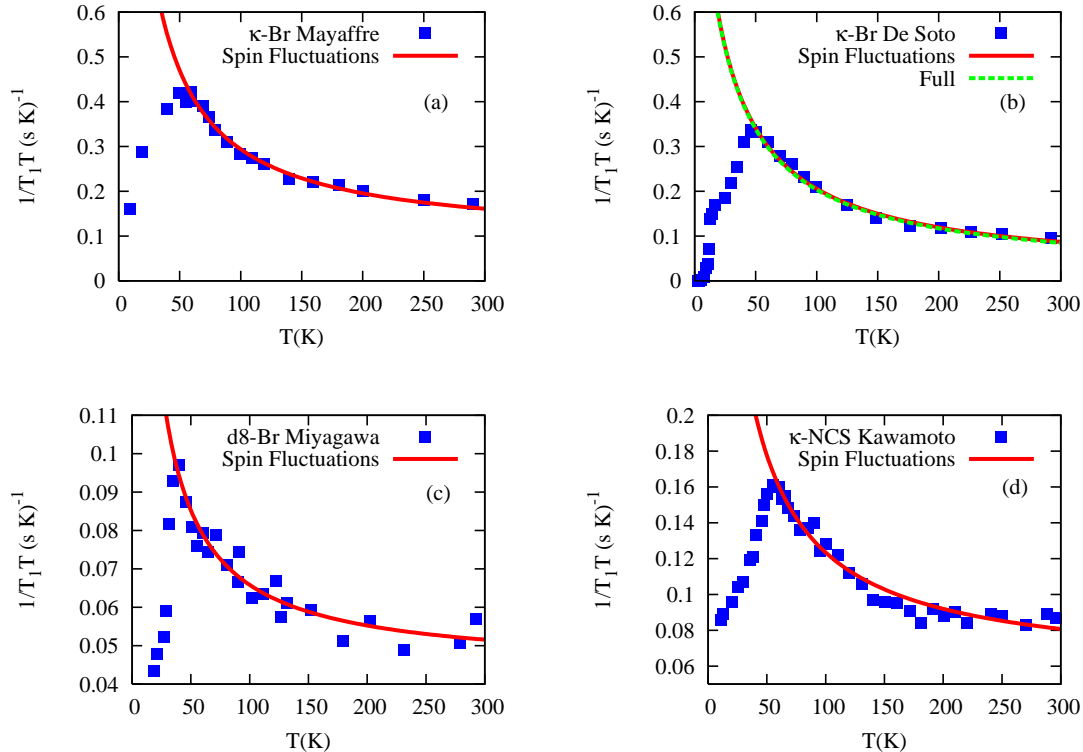 0.6
0.5
0.4
0.3
0.2
0.1
0
0 50 100 150 200 250 300
1/T₁T (s K)⁻¹
T(K)
κ-Br Mayaffre
Spin Fluctuations
(a)
0.6
0.5
0.4
0.3
0.2
0.1
0
0 50 100 150 200 250 300
1/T₁T (s K)⁻¹
T(K)
κ-Br De Soto
Spin Fluctuations
Full
(b)
0.11
0.1
0.09
0.08
0.07
0.06
0.05
0.04
0 50 100 150 200 250 300
1/T₁T (s K)⁻¹
T(K)
d8-Br Miyagawa
Spin Fluctuations
(c)
0.2
0.18
0.16
0.14
0.12
0.1
0.08
0.06
0 50 100 150 200 250 300
1/T₁T (s K)⁻¹
T(K)
κ-NCS Kawamoto
Spin Fluctuations
(d)